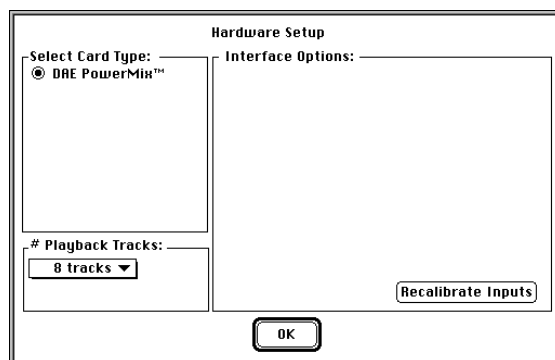 Hardware Setup
Select Card Type:
DAE PowerMix™
Interface Options:
# Playback Tracks:
8 tracks
Recalibrate Inputs
OK